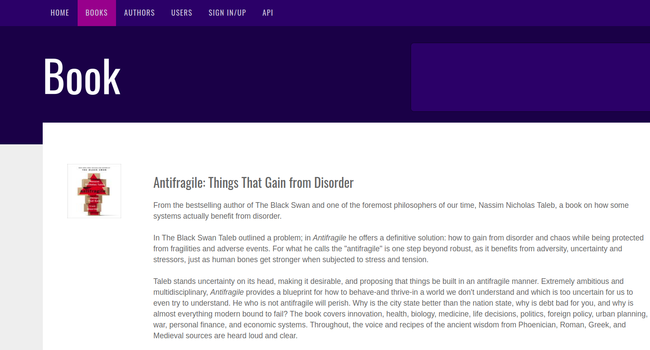 HOME BOOKS AUTHORS USERS SIGN IN/UP API
Book
Antifragile: Things That Gain from Disorder
From the bestselling author of The Black Swan and one of the foremost philosophers of our time, Nassim Nicholas Taleb, a book on how some
systems actually benefit from disorder.
In The Black Swan Taleb outlined a problem; in Antifragile he offers a definitive solution: how to gain from disorder and chaos while being protected
from fragilities and adverse events. For what he calls the "antifragile" is one step beyond robust, as it benefits from adversity, uncertainty and
stressors, just as human bones get stronger when subjected to stress and tension.
Taleb stands uncertainty on its head, making it desirable, and proposing that things be built in an antifragile manner. Extremely ambitious and
multidisciplinary, Antifragile provides a blueprint for how to behave-and thrive-in a world we don't understand and which is too uncertain for us to
even try to understand. He who is not antifragile will perish. Why is the city state better than the nation state, why is debt bad for you, and why is
almost everything modern bound to fail? The book covers innovation, health, biology, medicine, life decisions, politics, foreign policy, urban planning,
war, personal finance, and economic systems. Throughout, the voice and recipes of the ancient wisdom from Phoenician, Roman, Greek, and
Medieval sources are heard loud and clear.